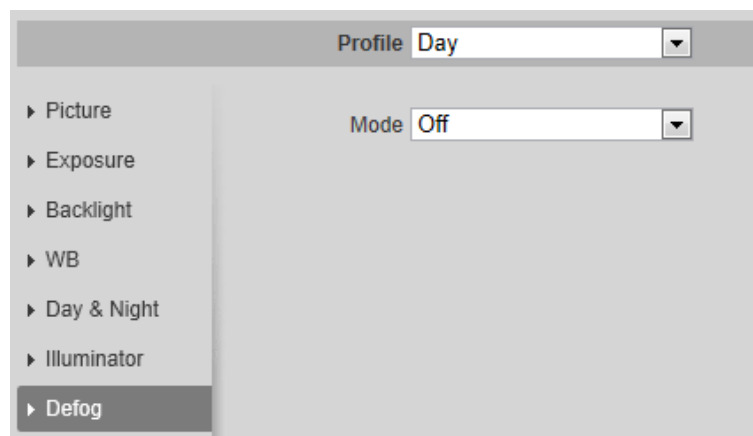 Profile Day
Picture
Mode Off
Exposure
Backlight
WB
Day & Night
Illuminator
Defog